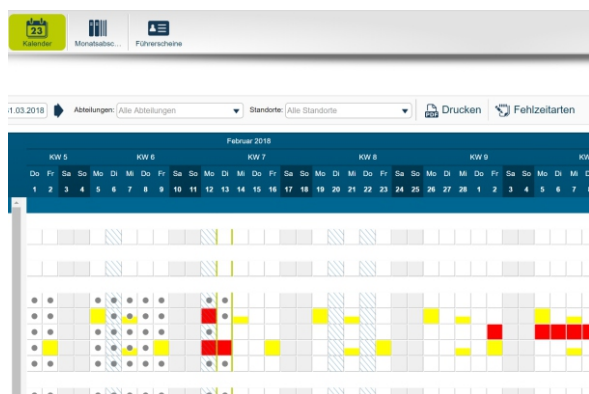 23
Kalender Monatsabsc... Führerscheine
31.03.2018 Abteilungen: Alle Abteilungen Standorte: Alle Standorte PDF Drucken Fehlzeitarten
Februar 2018
KW 5 KW 6 KW 7 KW 8 KW 9 KW
Do Fr Sa So Mo Di Mi Do Fr Sa So Mo Di Mi Do Fr Sa So Mo Di Mi Do Fr Sa So Mo Di Mi Do Fr Sa So Mo Di Mi D
1 2 3 4 5 6 7 8 9 10 11 12 13 14 15 16 17 18 19 20 21 22 23 24 25 26 27 28 1 2 3 4 5 6 7